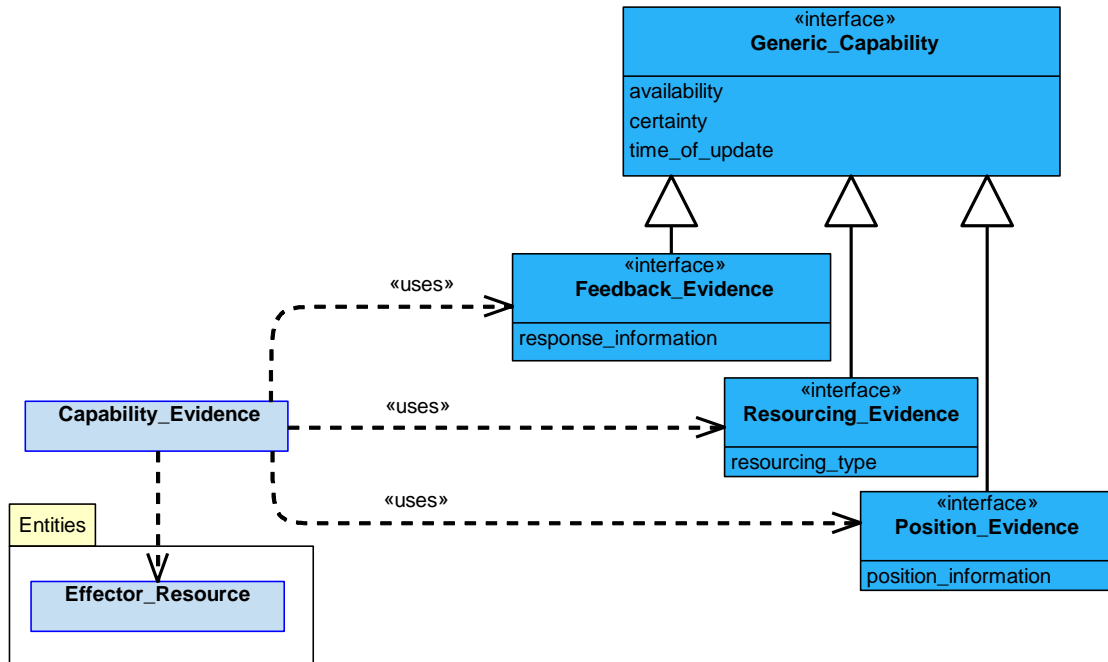 «interface»
Generic_Capability
availability
certainty
time_of_update
«interface»
Feedback_Evidence
response_information
«uses»
«interface»
Resourcing_Evidence
resourcing_type
«uses»
Capability_Evidence
«uses»
«interface»
Position_Evidence
position_information
Entities
Effector_Resource